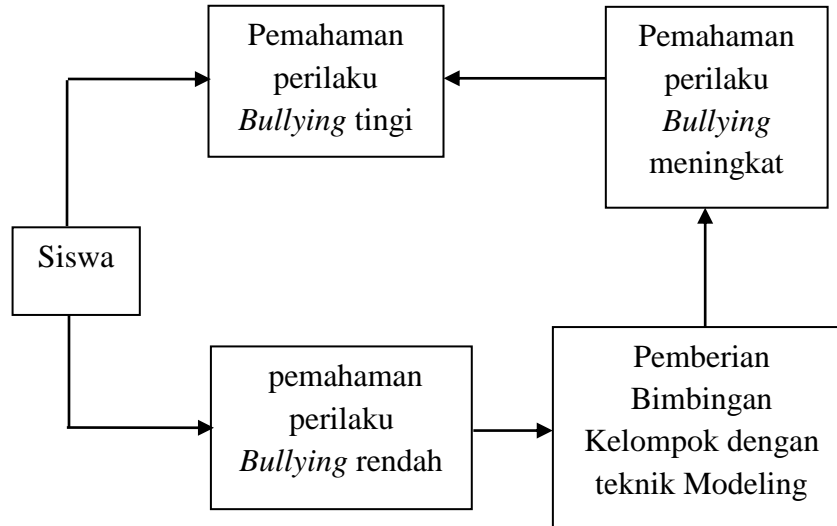 Pemahaman
perilaku
Bullying tingi
Pemahaman
perilaku
Bullying
meningkat
Siswa
pemahaman
perilaku
Bullying rendah
Pemberian
Bimbingan
Kelompok dengan
teknik Modeling